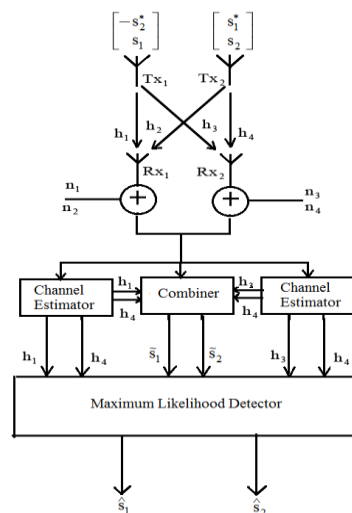 -s₂* s₁* 
s₁ s₂
Tx₁ Tx₂
h₁ h₂ h₃ h₄
Rx₁ Rx₂
n₁ + + n₃
n₂ n₄
Channel Estimator
h₁
h₄
Combiner
h₃
h₄
Channel Estimator
h₁ h₄ s̃₁ s̃₂ h₃ h₄
Maximum Likelihood Detector
ŝ₁ ŝ₂